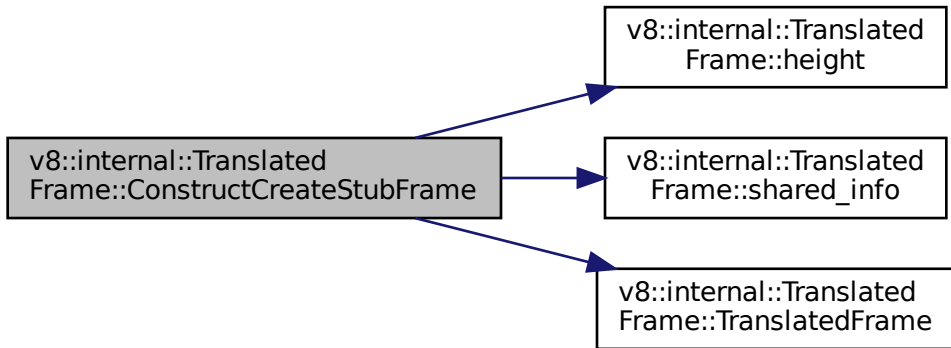 v8::internal::Translated
Frame::ConstructCreateStubFrame
v8::internal::Translated
Frame::height
v8::internal::Translated
Frame::shared_info
v8::internal::Translated
Frame::TranslatedFrame